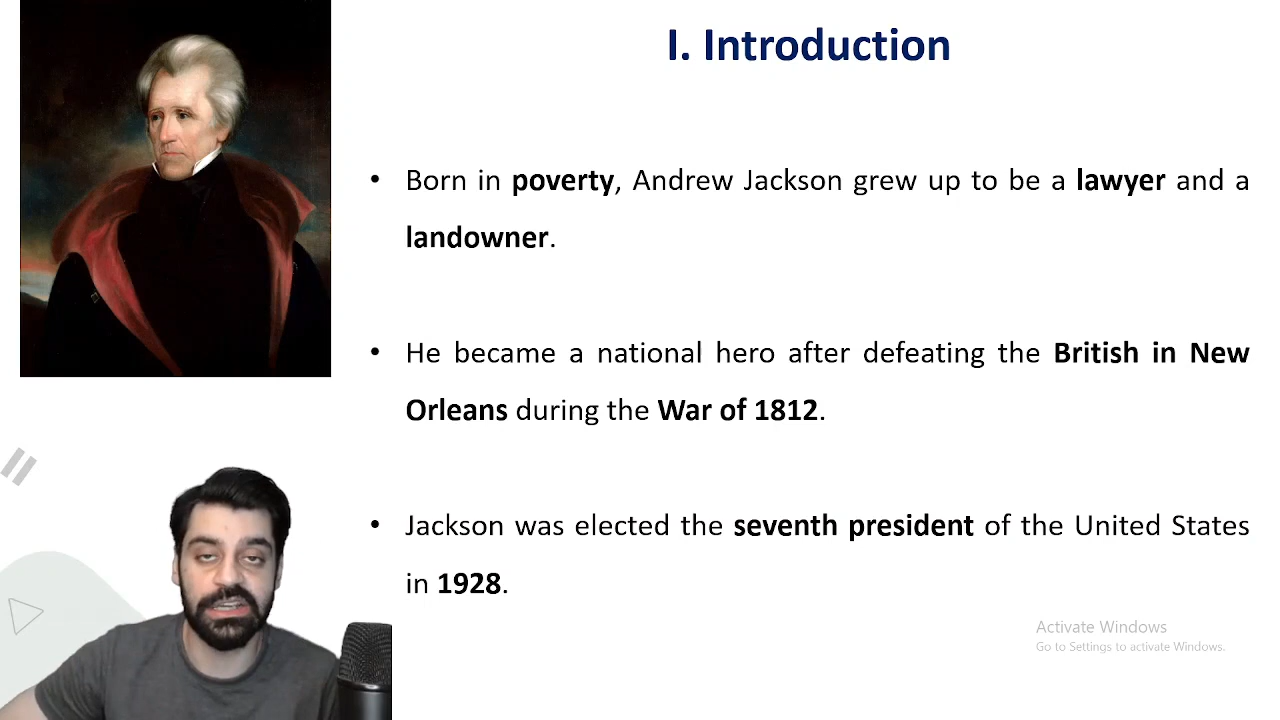 I. Introduction
• Born in poverty, Andrew Jackson grew up to be a lawyer and a
landowner.
• He became a national hero after defeating the British in New
Orleans during the War of 1812.
• Jackson was elected the seventh president of the United States
in 1928.
Activate Windows
Go to Settings to activate Windows.